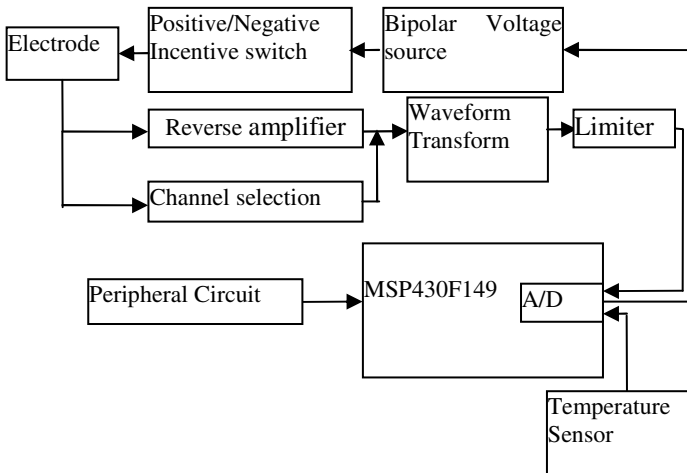 Electrode
Positive/Negative
Incentive switch
Bipolar Voltage
source
Reverse amplifier
Waveform
Transform
Limiter
Channel selection
Peripheral Circuit
MSP430F149
A/D
Temperature
Sensor